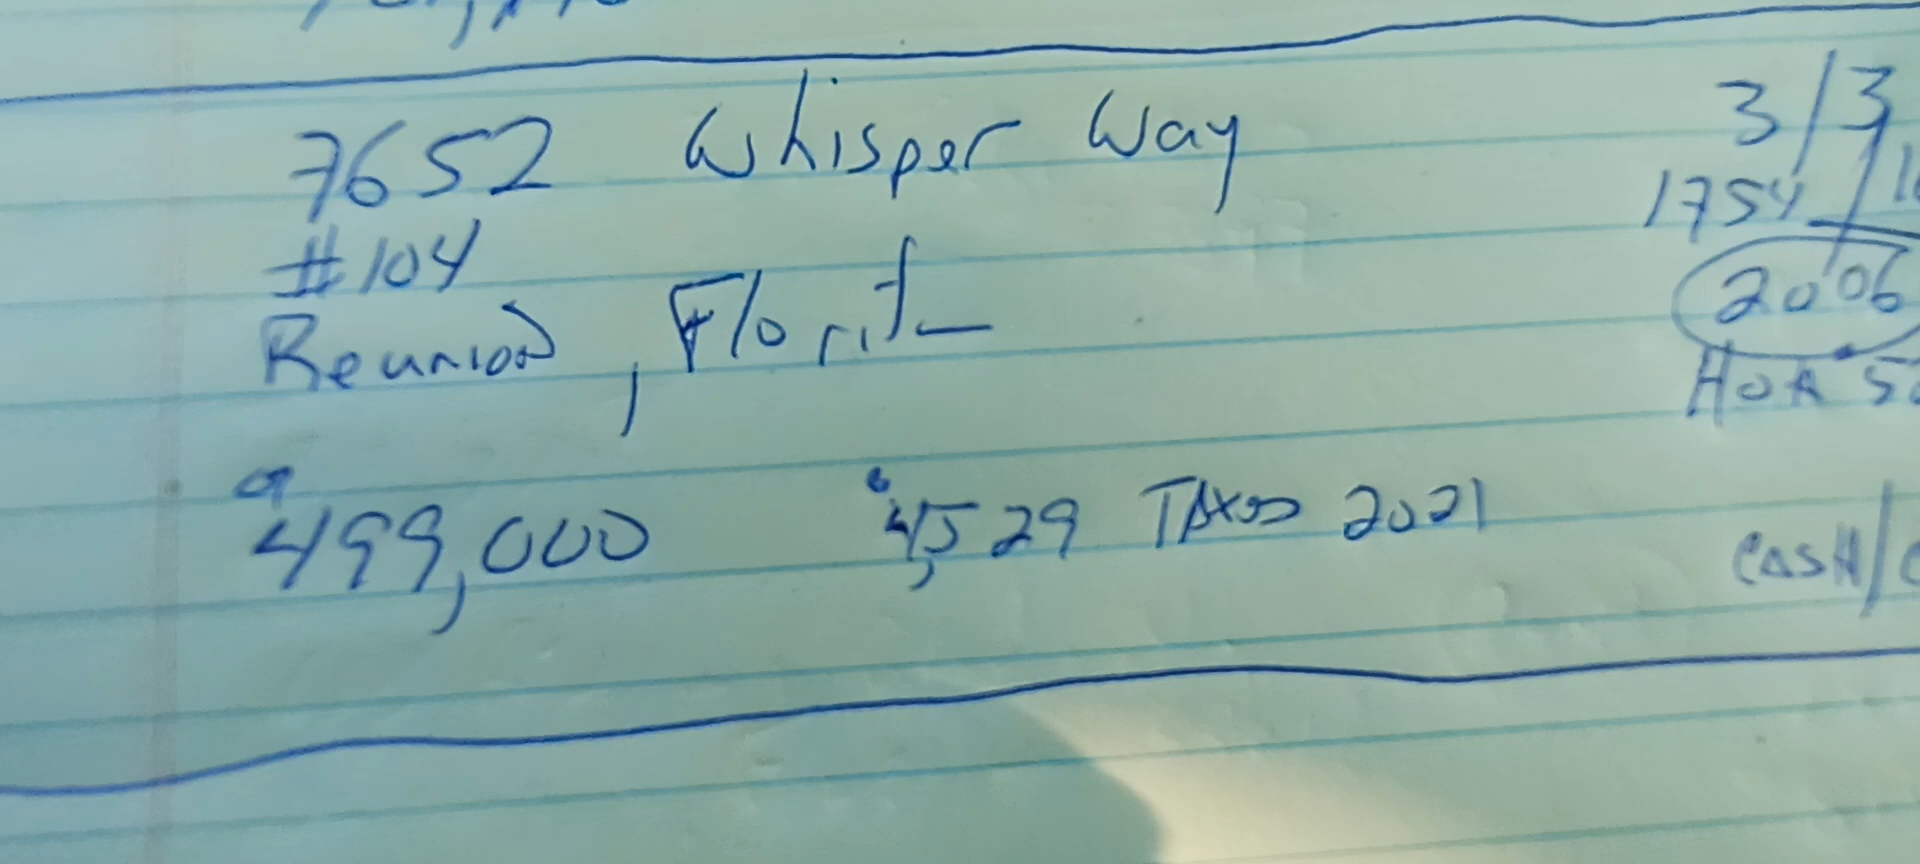 7652 Whisper Way
#104
Reunion, Florida
$499,000
$4,529 TAXES 2021
3/3
1754
2006
HOA
CASH/